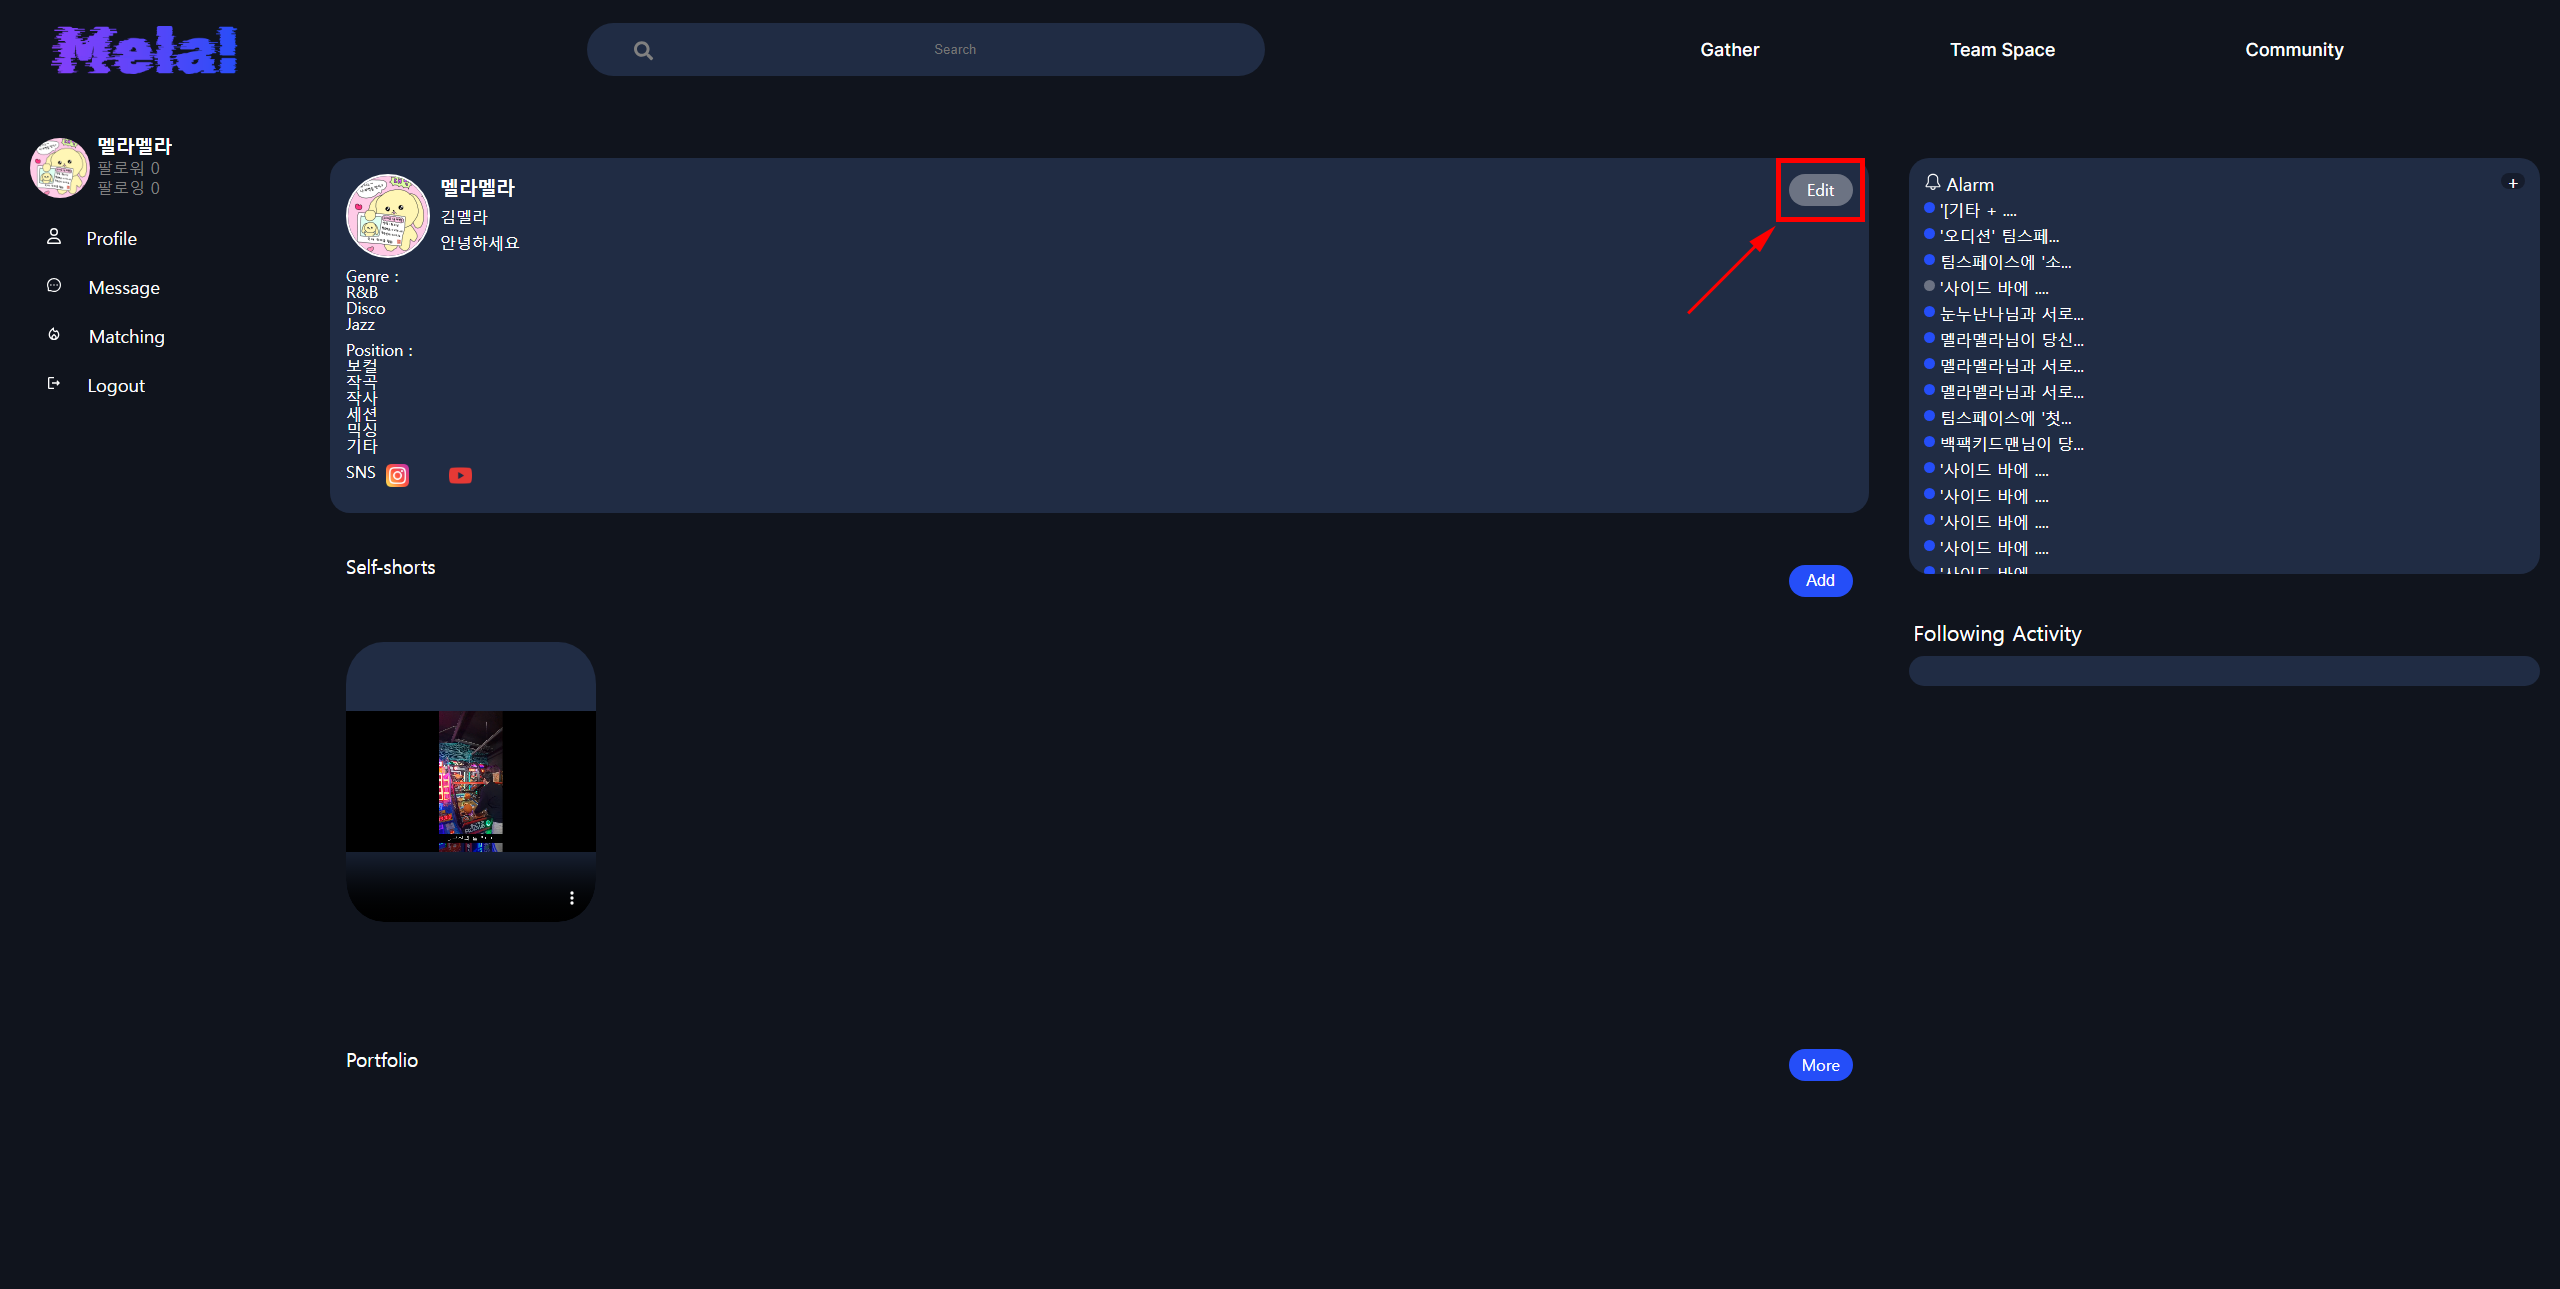 Mela!
Search
Gather
Team Space
Community
멜라멜라
팔로워 0
팔로잉 0
Profile
Message
Matching
Logout
멜라멜라
김멜라
안녕하세요
Edit
Genre :
R&B
Disco
Jazz
Position :
보컬
작곡
작사
세션
믹싱
기타
SNS
Self-shorts
Add
Portfolio
More
Alarm
+
'[기타 + ....
'오디션' 팀스페...
팀스페이스에 '소...
'사이드 바에 ....
눈누난나님과 서로...
멜라멜라님이 당신...
멜라멜라님과 서로...
멜라멜라님과 서로...
팀스페이스에 '첫...
백팩키드맨님이 당...
'사이드 바에 ....
'사이드 바에 ....
'사이드 바에 ....
'사이드 바에 ....
'사이드 바에
Following Activity